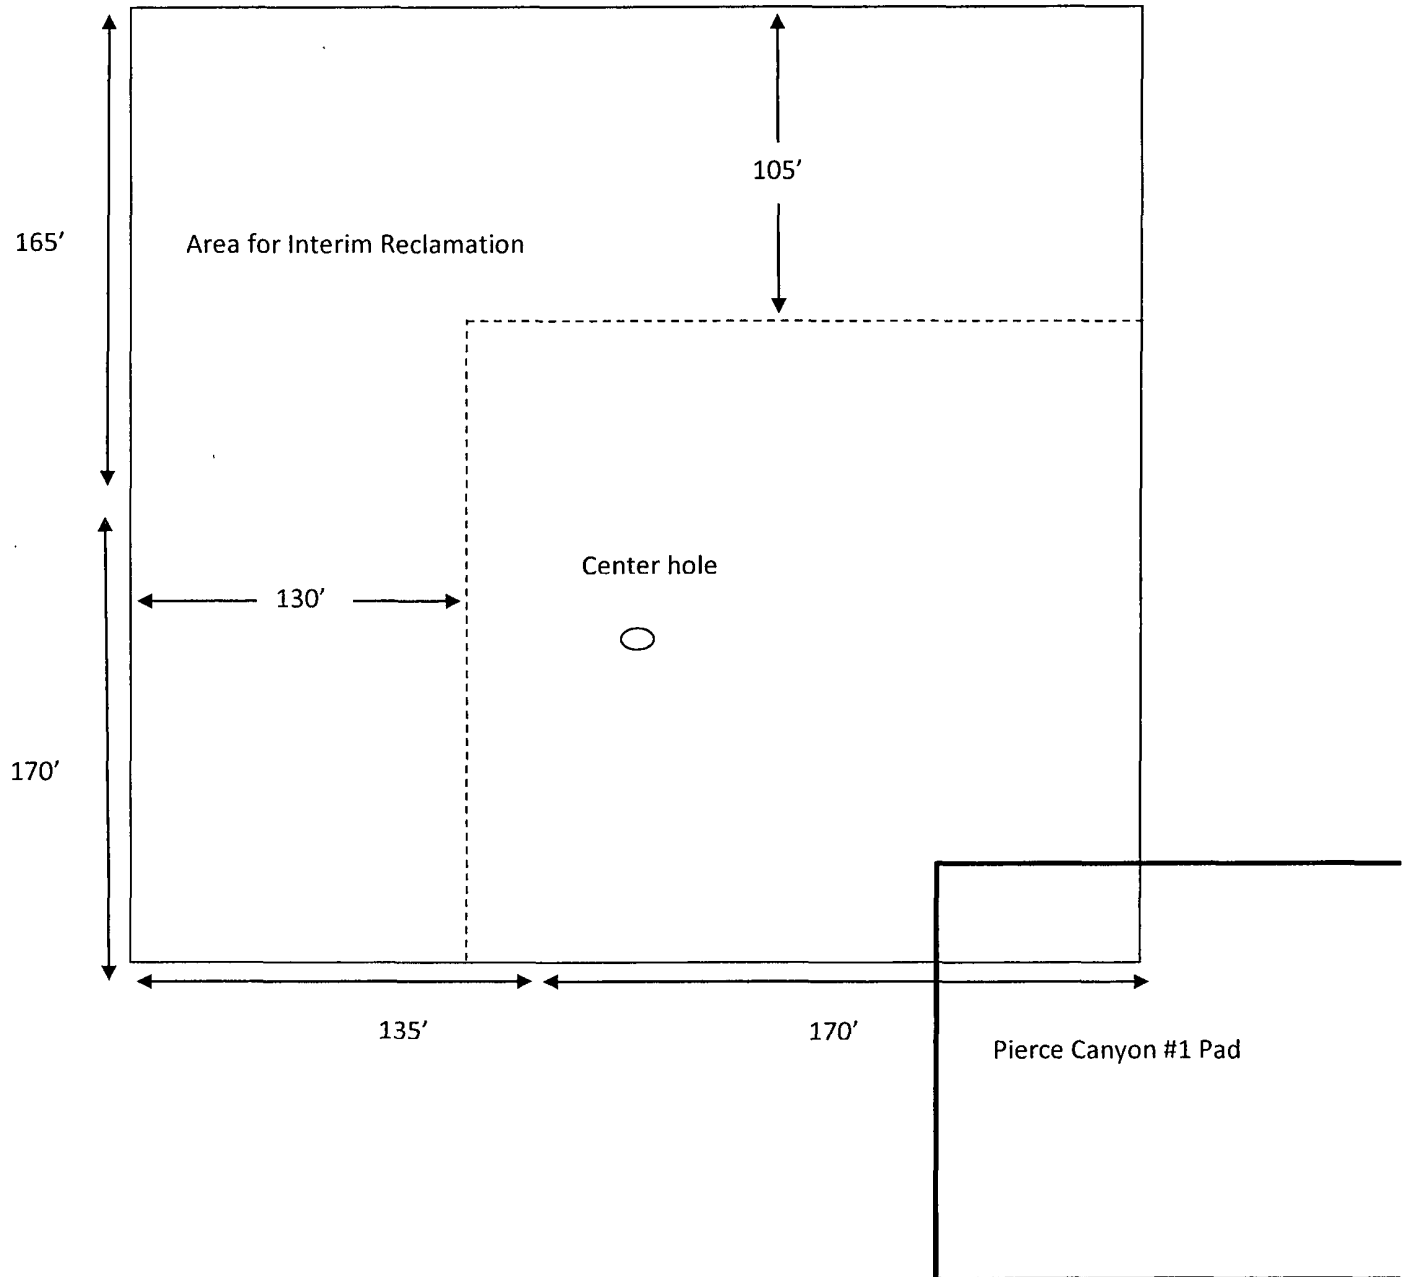 105’
165’
Area for Interim Reclamation
Center hole
130’
170’
135’
170’
Pierce Canyon #1 Pad